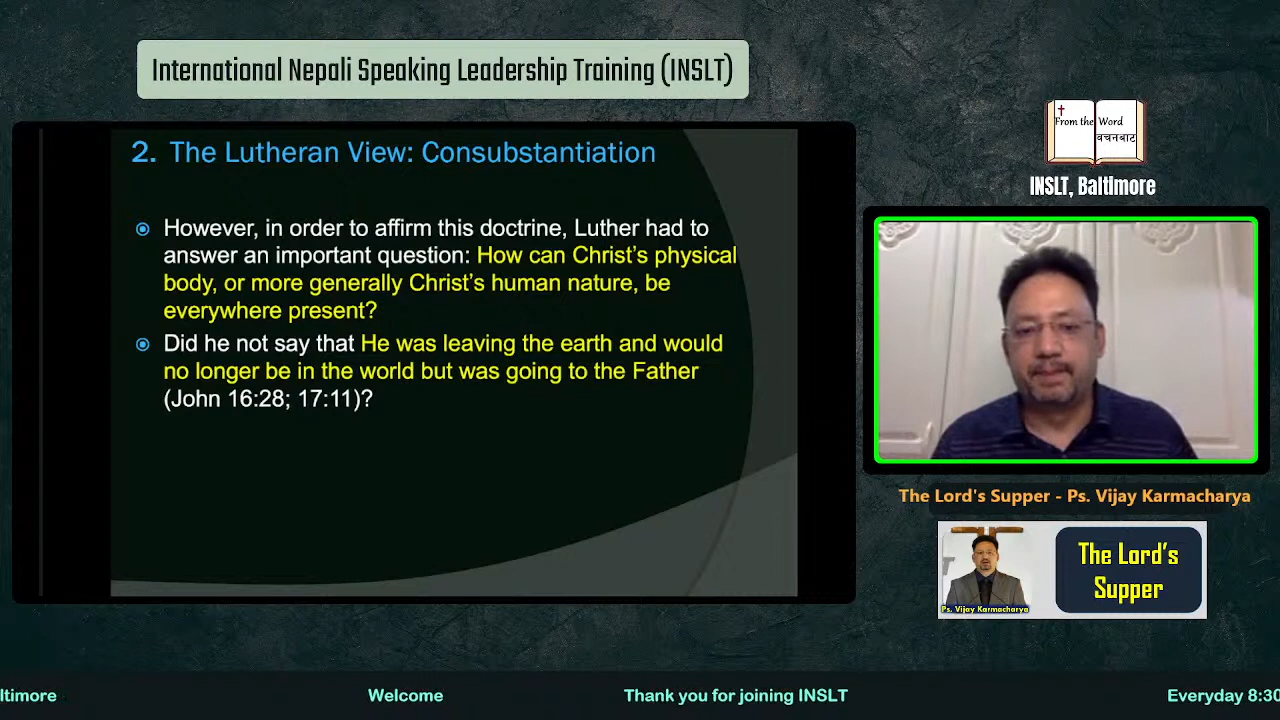 International Nepali Speaking Leadership Training (INSLT)
2. The Lutheran View: Consubstantiation
However, in order to affirm this doctrine, Luther had to
answer an important question: How can Christ's physical
body, or more generally Christ's human nature, be
everywhere present?
Did he not say that He was leaving the earth and would
no longer be in the world but was going to the Father
(John 16:28; 17:11)?
From the Word
वचनबाट
INSLT, Baltimore
The Lord's Supper - Ps. Vijay Karmacharya
The Lord's
Supper
Ps. Vijay Karmacharya
ltimore Welcome Thank you for joining INSLT Everyday 8:30